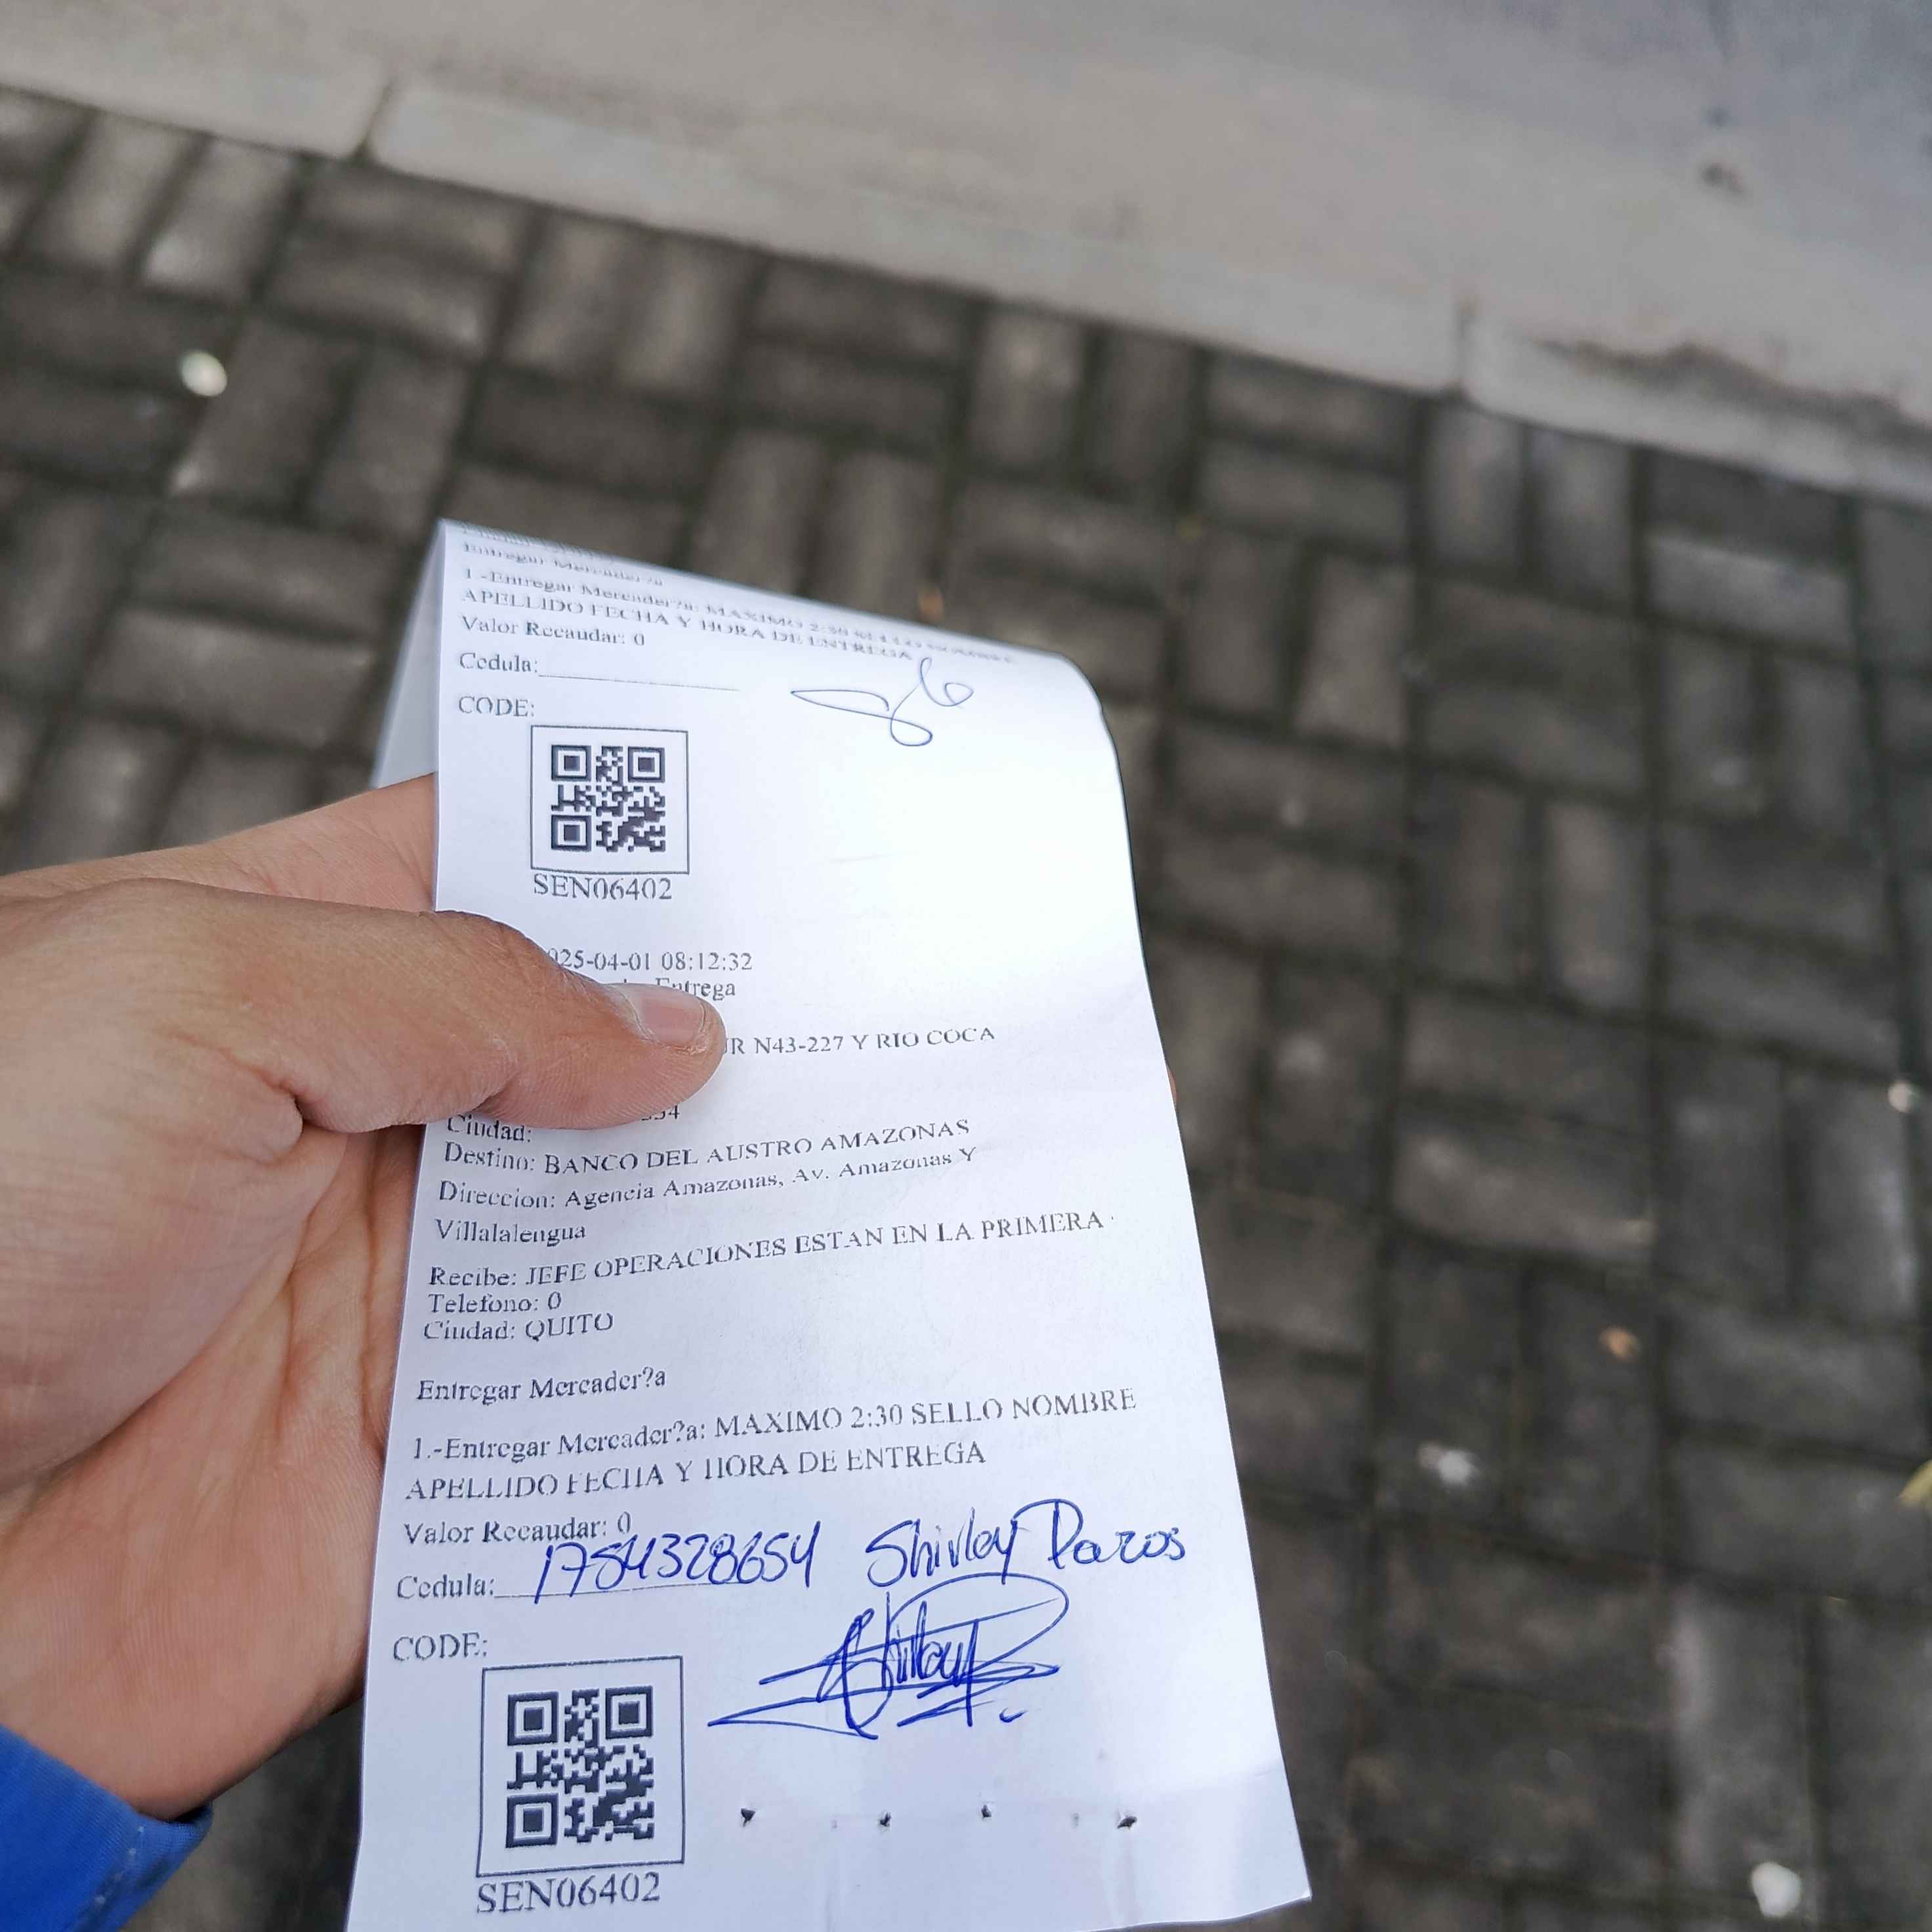 Entregar Mercader?a
1.-Entregar Mercader?a: MAXIMO 2:30 SELLO NOMBRE
APELLIDO FECHA Y HORA DE ENTREGA
Valor Recaudar: 0
Cedula:
CODE:
SEN06402
025-04-01 08:12:32
Entrega
UR N43-227 Y RIO COCA
Ciudad:
Destino: BANCO DEL AUSTRO AMAZONAS
Direccion: Agencia Amazonas, Av. Amazonas Y
Villalalengua
Recibe: JEFE OPERACIONES ESTAN EN LA PRIMERA
Telefono: 0
Ciudad: QUITO
Entregar Mercader?a
1.-Entregar Mercader?a: MAXIMO 2:30 SELLO NOMBRE
APELLIDO FECHA Y HORA DE ENTREGA
Valor Recaudar: 0
Cedula: 1754328654 Shirley Pazos
CODE:
SEN06402